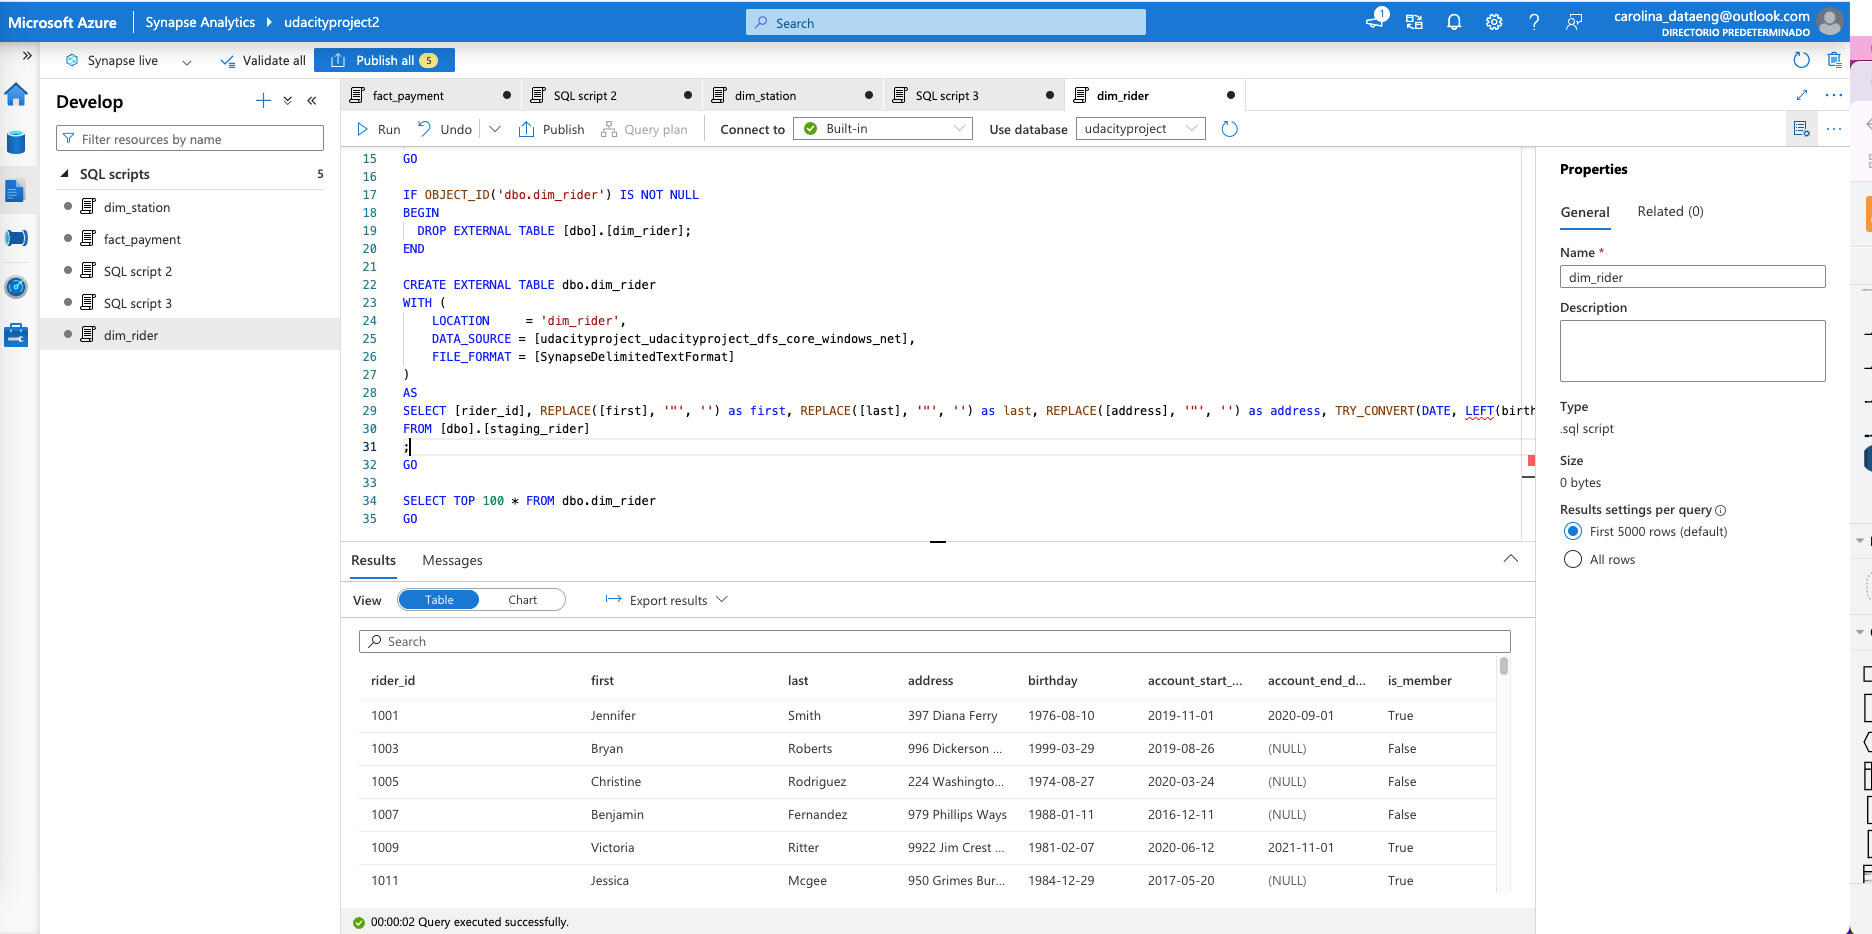 Microsoft Azure
Synapse Analytics
udacityproject2
Search
1
carolina_dataeng@outlook.com
DIRECTORIO PREDETERMINADO
Synapse live
Validate all
Publish all 5
Develop
Filter resources by name
SQL scripts 5
dim_station
fact_payment
SQL script 2
SQL script 3
dim_rider
fact_payment
SQL script 2
dim_station
SQL script 3
dim_rider
Run
Undo
Publish
Query plan
Connect to
Built-in
Use database
udacityproject
15 GO
16
17 IF OBJECT_ID('dbo.dim_rider') IS NOT NULL
18 BEGIN
19 DROP EXTERNAL TABLE [dbo].[dim_rider];
20 END
21
22 CREATE EXTERNAL TABLE dbo.dim_rider
23 WITH (
24 LOCATION = 'dim_rider',
25 DATA_SOURCE = [udacityproject_udacityproject_dfs_core_windows_net],
26 FILE_FORMAT = [SynapseDelimitedTextFormat]
27 )
28 AS
29 SELECT [rider_id], REPLACE([first], '"', '') as first, REPLACE([last], '"', '') as last, REPLACE([address], '"', '') as address, TRY_CONVERT(DATE, LEFT(birth
30 FROM [dbo].[staging_rider]
31 ;
32 GO
33
34 SELECT TOP 100 * FROM dbo.dim_rider
35 GO
Results
Messages
View
Table
Chart
Export results
Search
rider_id first last address birthday account_start_... account_end_d... is_member
1001 Jennifer Smith 397 Diana Ferry 1976-08-10 2019-11-01 2020-09-01 True
1003 Bryan Roberts 996 Dickerson ... 1999-03-29 2019-08-26 (NULL) False
1005 Christine Rodriguez 224 Washingto... 1974-08-27 2020-03-24 (NULL) False
1007 Benjamin Fernandez 979 Phillips Ways 1988-01-11 2016-12-11 (NULL) False
1009 Victoria Ritter 9922 Jim Crest ... 1981-02-07 2020-06-12 2021-11-01 True
1011 Jessica Mcgee 950 Grimes Bur... 1984-12-29 2017-05-20 (NULL) True
00:00:02 Query executed successfully.
Properties
General
Related (0)
Name *
dim_rider
Description
Type
.sql script
Size
0 bytes
Results settings per query
First 5000 rows (default)
All rows